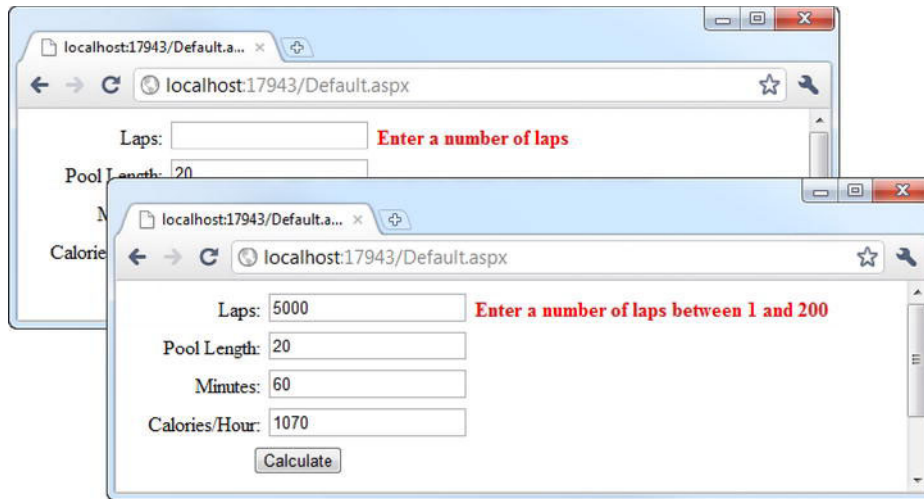 localhost:17943/Default.a...
localhost:17943/Default.aspx
Laps:
Enter a number of laps
Pool Length: 20
M
Calorie
localhost:17943/Default.a...
localhost:17943/Default.aspx
Laps: 5000
Enter a number of laps between 1 and 200
Pool Length: 20
Minutes: 60
Calories/Hour: 1070
Calculate